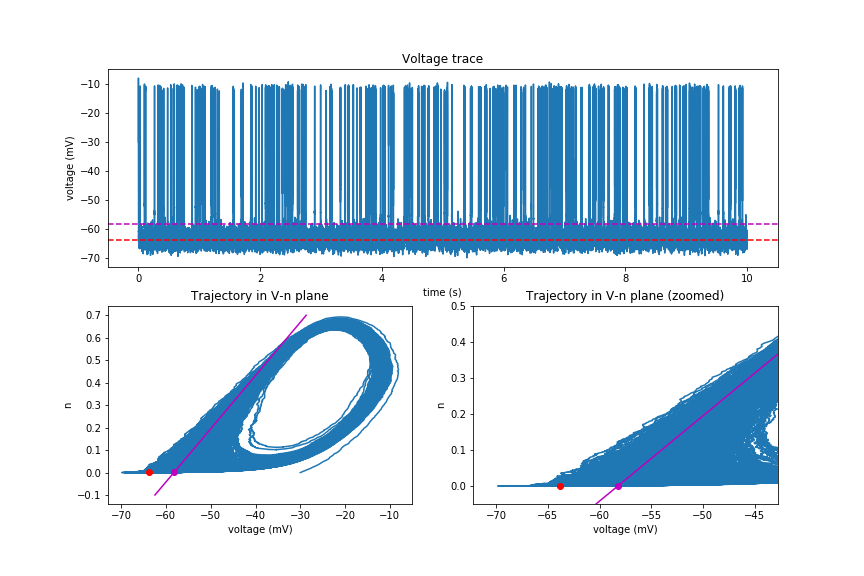 Voltage trace
voltage (mV)
−10
−20
−30
−40
−50
−60
−70
0 2 4 6 8 10
time (s)
Trajectory in V-n plane
n
0.7
0.6
0.5
0.4
0.3
0.2
0.1
0.0
−0.1
−70 −60 −50 −40 −30 −20 −10
voltage (mV)
Trajectory in V-n plane (zoomed)
n
0.5
0.4
0.3
0.2
0.1
0.0
−70 −65 −60 −55 −50 −45
voltage (mV)